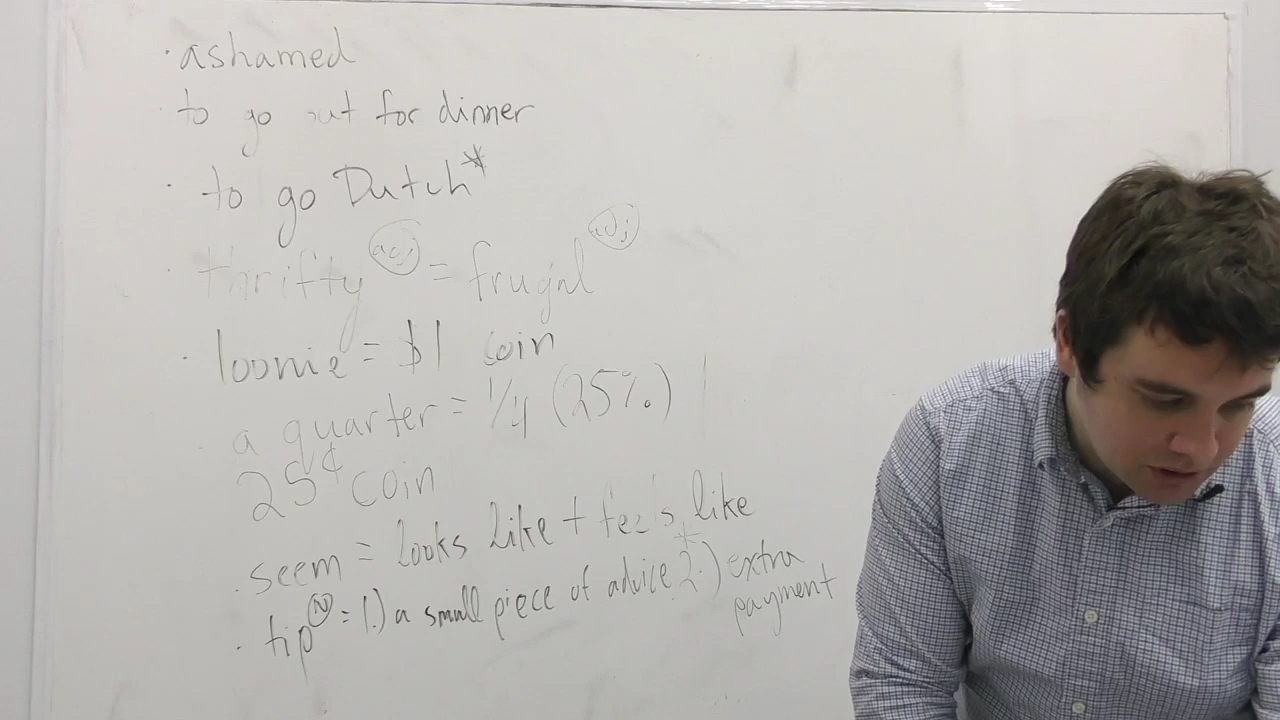 · ashamed
· to go out for dinner
· to go Dutch*
· thrifty (adj) = frugal (adj)
· loonie = $1 coin
· a quarter = 1/4 (25%)
25¢ coin
· seem = looks like + feels like
· tip (N) = 1.) a small piece of advice 2.)* extra
payment